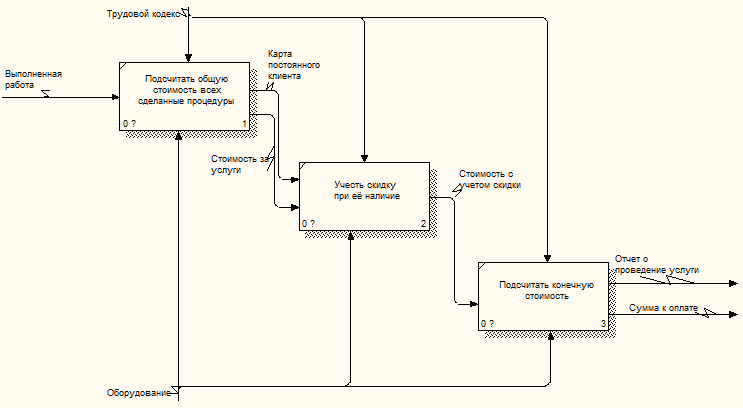 Трудовой кодекс
Карта
постоянного
клиента
Выполненная
работа
Подсчитать общую
стоимость всех
сделанные процедуры
0 ?
1
Стоимость за
услуги
Учесть скидку
при её наличие
0 ?
2
Стоимость с
учетом скидки
Подсчитать конечную
стоимость
0 ?
3
Отчет о
проведение услуги
Сумма к оплате
Оборудование